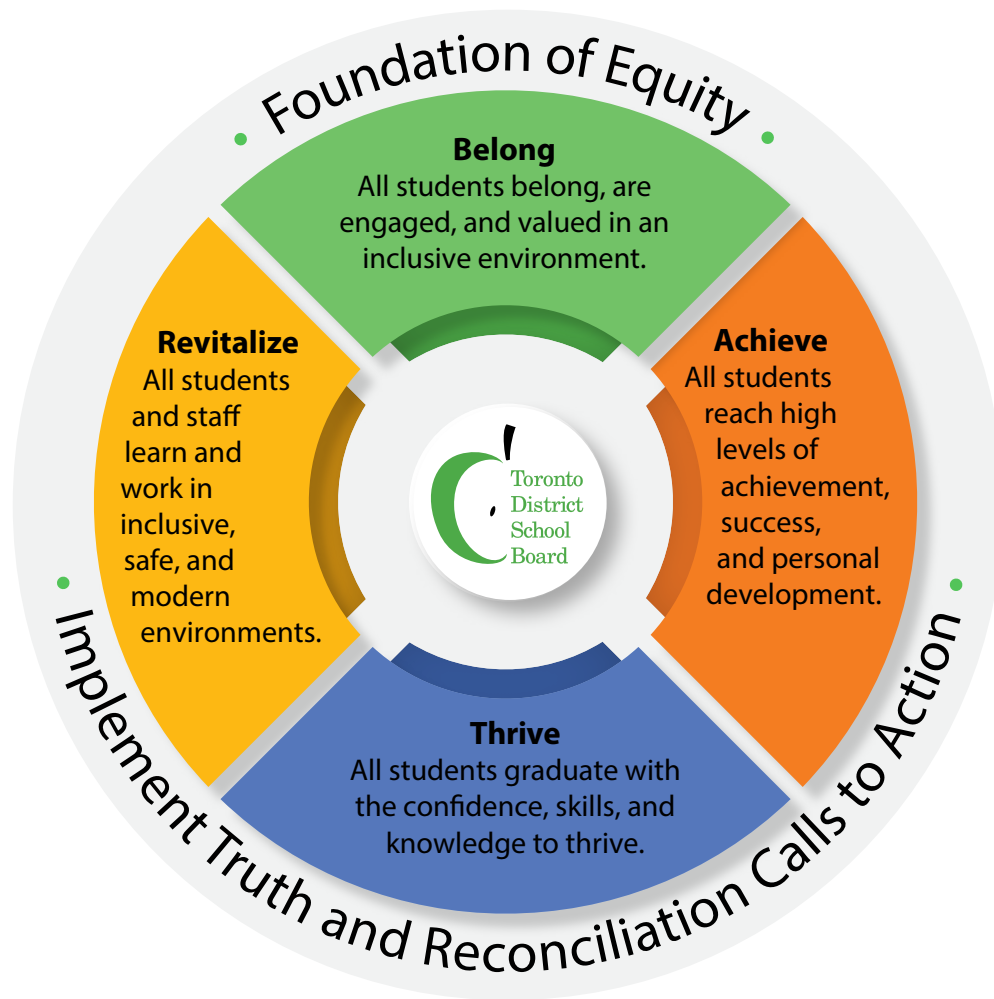 Foundation of Equity
Belong
All students belong, are
engaged, and valued in an
inclusive environment.
Revitalize
All students
and staff
learn and
work in
inclusive,
safe, and
modern
environments.
Toronto
District
School
Board
Achieve
All students
reach high
levels of
achievement,
success,
and personal
development.
Thrive
All students graduate with
the confidence, skills, and
knowledge to thrive.
Implement Truth and Reconciliation Calls to Action